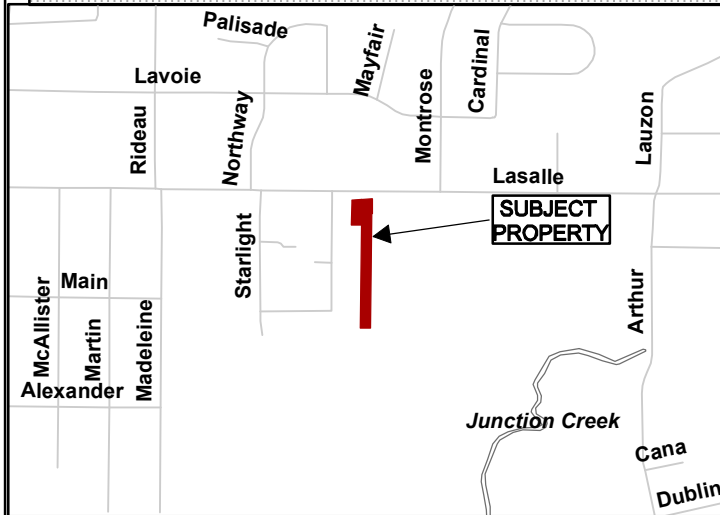 Palisade
Lavoie
Rideau
Northway
Mayfair
Montrose
Cardinal
Lauzon
Lasalle
SUBJECT
PROPERTY
Starlight
Main
McAllister
Martin
Madeleine
Alexander
Arthur
Junction Creek
Cana
Dublin